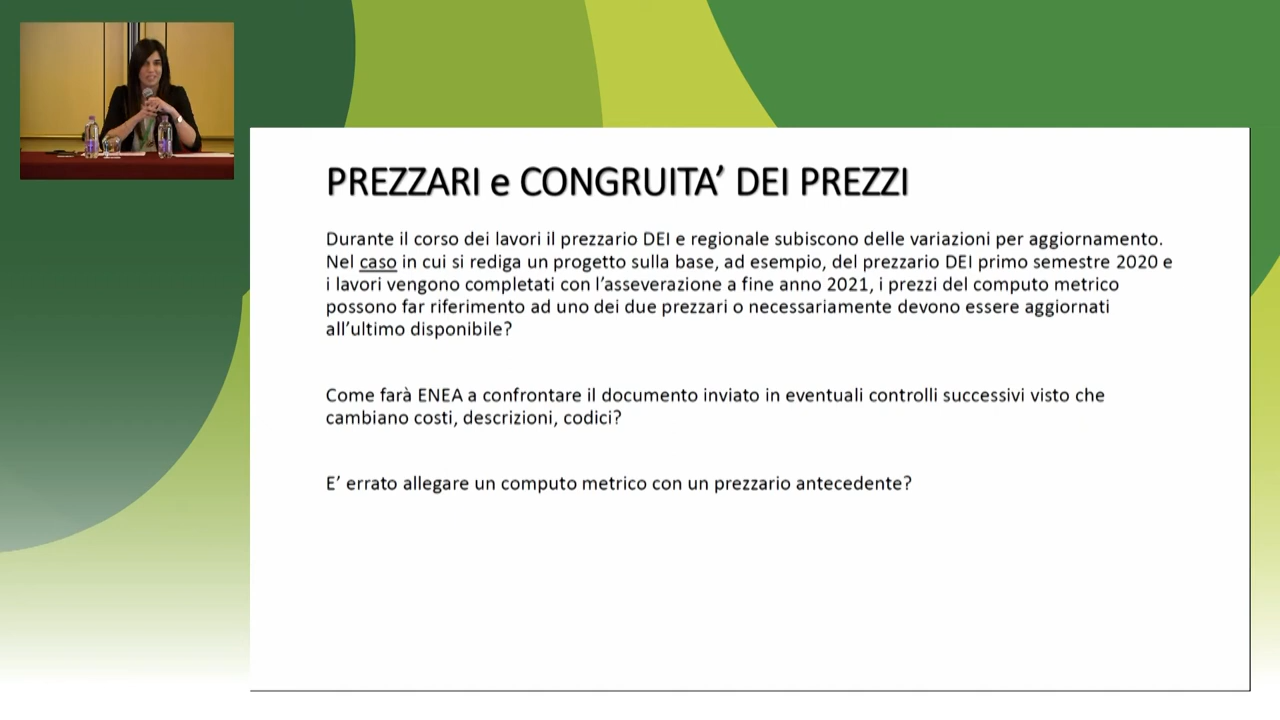 PREZZARI e CONGRUITA’ DEI PREZZI
Durante il corso dei lavori il prezzario DEI e regionale subiscono delle variazioni per aggiornamento.
Nel caso in cui si rediga un progetto sulla base, ad esempio, del prezzario DEI primo semestre 2020 e
i lavori vengono completati con l’asseverazione a fine anno 2021, i prezzi del computo metrico
possono far riferimento ad uno dei due prezzari o necessariamente devono essere aggiornati
all’ultimo disponibile?
Come farà ENEA a confrontare il documento inviato in eventuali controlli successivi visto che
cambiano costi, descrizioni, codici?
E’ errato allegare un computo metrico con un prezzario antecedente?